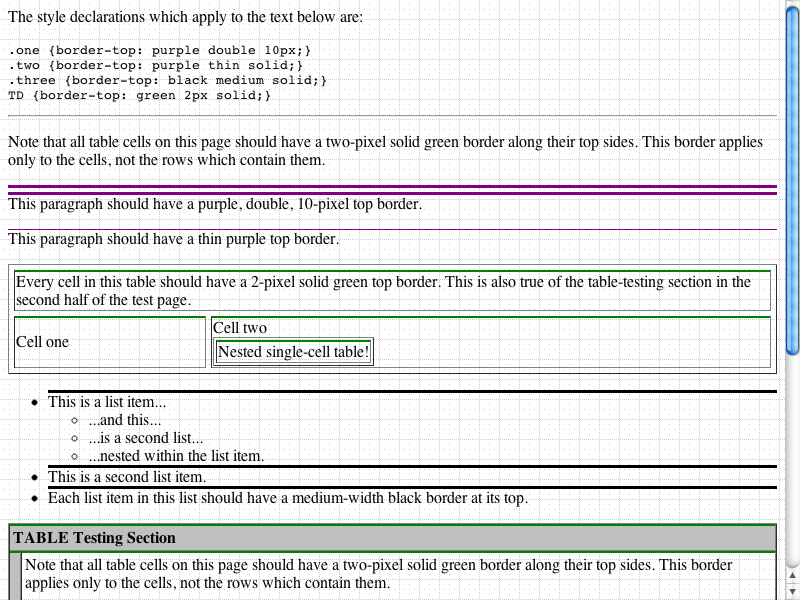 The style declarations which apply to the text below are:
.one {border-top: purple double 10px;}
.two {border-top: purple thin solid;}
.three {border-top: black medium solid;}
TD {border-top: green 2px solid;}
Note that all table cells on this page should have a two-pixel solid green border along their top sides. This border applies
only to the cells, not the rows which contain them.
This paragraph should have a purple, double, 10-pixel top border.
This paragraph should have a thin purple top border.
Every cell in this table should have a 2-pixel solid green top border. This is also true of the table-testing section in the
second half of the test page.
Cell one
Cell two
Nested single-cell table!
This is a list item...
...and this...
...is a second list...
...nested within the list item.
This is a second list item.
Each list item in this list should have a medium-width black border at its top.
TABLE Testing Section
Note that all table cells on this page should have a two-pixel solid green border along their top sides. This border
applies only to the cells, not the rows which contain them.